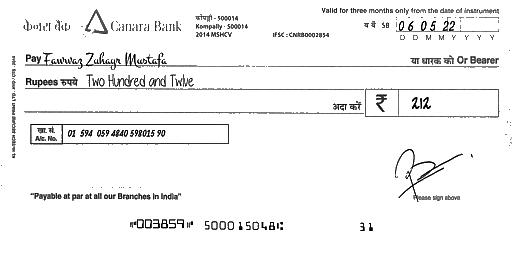 केनरा बैंक Canara Bank
कोंपल्ली - 500014
Kompally - 500014
2014 MSHCV
IFSC : CNRB0002854
Valid for three months only from the date of instrument
SB 06 05 22
D D M M Y Y Y Y
Pay Fawwaz Zuhayr Mustafa या धारक को Or Bearer
Rupees रुपये Two Hundred and Twelve
अदा करें ₹ 212
खा. सं.
A/c. No. 01 594 059 4840 598015 90
Please sign above
"Payable at par at all our Branches in India"
⑈003859⑈ 500015048⑆ 31